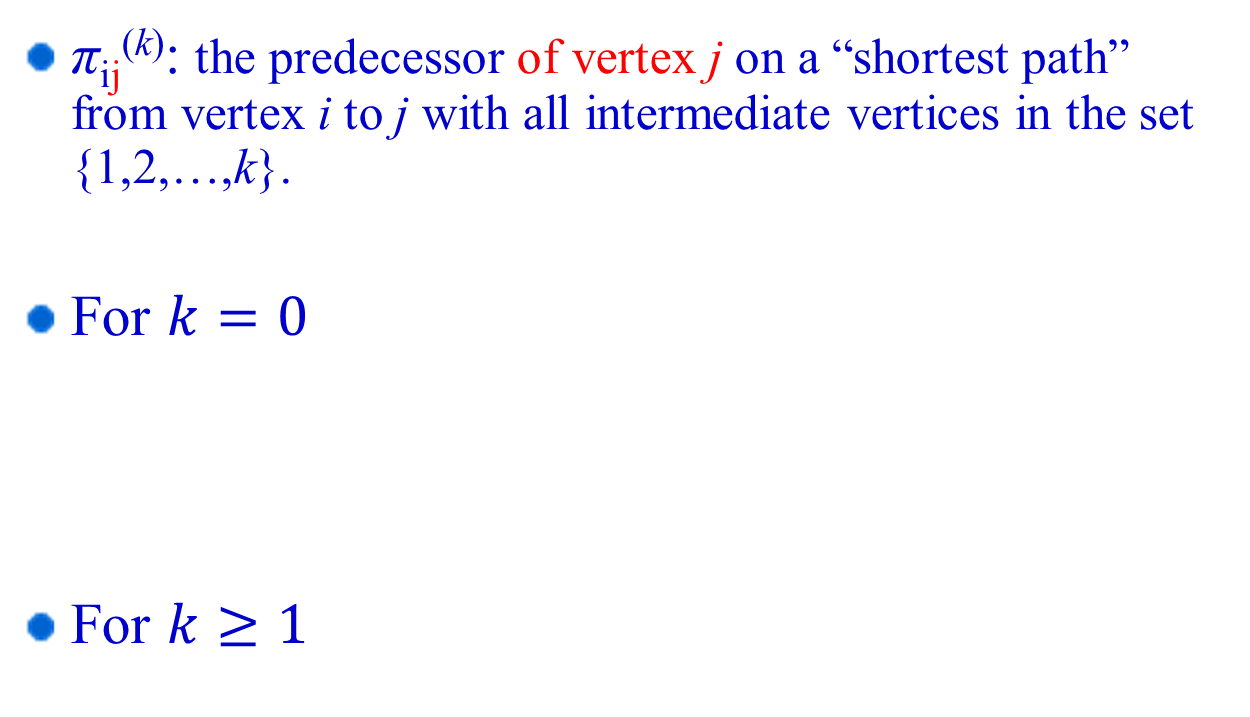 π_ij^(k): the predecessor of vertex j on a “shortest path”
from vertex i to j with all intermediate vertices in the set
{1,2,…,k}.
For k = 0
For k ≥ 1